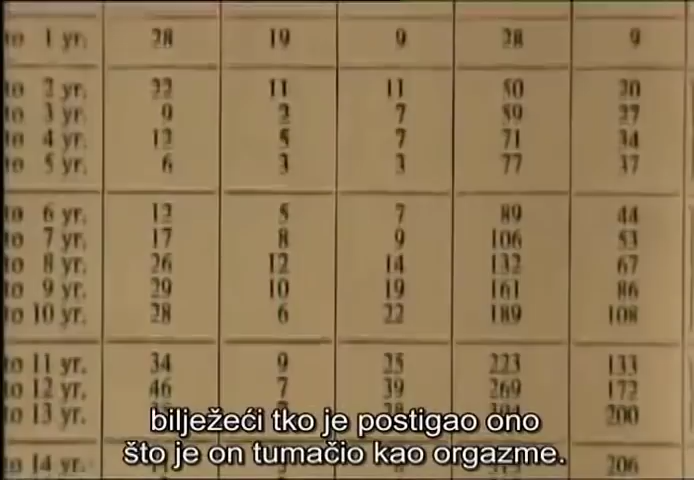 to 1 yr. 28 19 9 28 9
to 2 yr. 22 11 11 50 20
to 3 yr. 9 2 7 59 27
to 4 yr. 12 5 7 71 34
to 5 yr. 6 3 3 77 37
to 6 yr. 12 5 7 89 44
to 7 yr. 17 8 9 106 53
to 8 yr. 26 12 14 132 67
to 9 yr. 29 10 19 161 86
to 10 yr. 28 6 22 189 108
to 11 yr. 34 9 25 223 133
to 12 yr. 46 7 39 269 172
to 13 yr. 200
bilježeći tko je postigao ono
što je on tumačio kao orgazme.
to 14 yr. 206